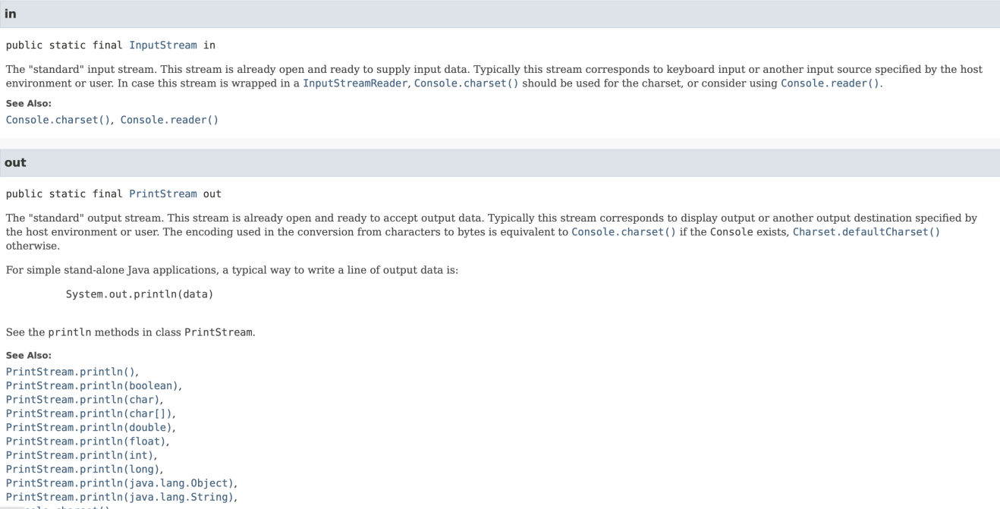 in
public static final InputStream in
The "standard" input stream. This stream is already open and ready to supply input data. Typically this stream corresponds to keyboard input or another input source specified by the host
environment or user. In case this stream is wrapped in a InputStreamReader, Console.charset() should be used for the charset, or consider using Console.reader().
See Also:
Console.charset(), Console.reader()
out
public static final PrintStream out
The "standard" output stream. This stream is already open and ready to accept output data. Typically this stream corresponds to display output or another output destination specified by
the host environment or user. The encoding used in the conversion from characters to bytes is equivalent to Console.charset() if the Console exists, Charset.defaultCharset()
otherwise.
For simple stand-alone Java applications, a typical way to write a line of output data is:
System.out.println(data)
See the println methods in class PrintStream.
See Also:
PrintStream.println(),
PrintStream.println(boolean),
PrintStream.println(char),
PrintStream.println(char[]),
PrintStream.println(double),
PrintStream.println(float),
PrintStream.println(int),
PrintStream.println(long),
PrintStream.println(java.lang.Object),
PrintStream.println(java.lang.String),